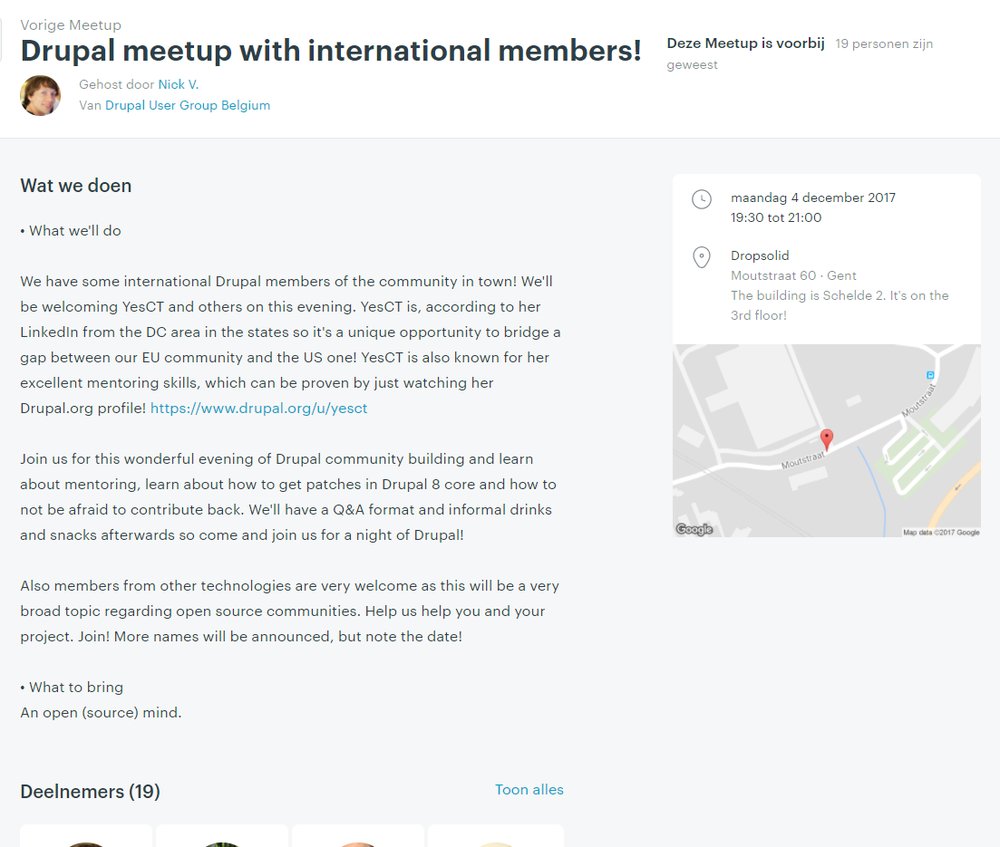 Vorige Meetup
Drupal meetup with international members!
Gehost door Nick V.
Van Drupal User Group Belgium
Deze Meetup is voorbij 19 personen zijn
geweest
Wat we doen
• What we'll do
We have some international Drupal members of the community in town! We'll
be welcoming YesCT and others on this evening. YesCT is, according to her
LinkedIn from the DC area in the states so it's a unique opportunity to bridge a
gap between our EU community and the US one! YesCT is also known for her
excellent mentoring skills, which can be proven by just watching her
Drupal.org profile! https://www.drupal.org/u/yesct
Join us for this wonderful evening of Drupal community building and learn
about mentoring, learn about how to get patches in Drupal 8 core and how to
not be afraid to contribute back. We'll have a Q&A format and informal drinks
and snacks afterwards so come and join us for a night of Drupal!
Also members from other technologies are very welcome as this will be a very
broad topic regarding open source communities. Help us help you and your
project. Join! More names will be announced, but note the date!
• What to bring
An open (source) mind.
Deelnemers (19)
Toon alles
maandag 4 december 2017
19:30 tot 21:00
Dropsolid
Moutstraat 60 · Gent
The building is Schelde 2. It's on the
3rd floor!
Moutstraat
Moutstraat
Google
Map data ©2017 Google